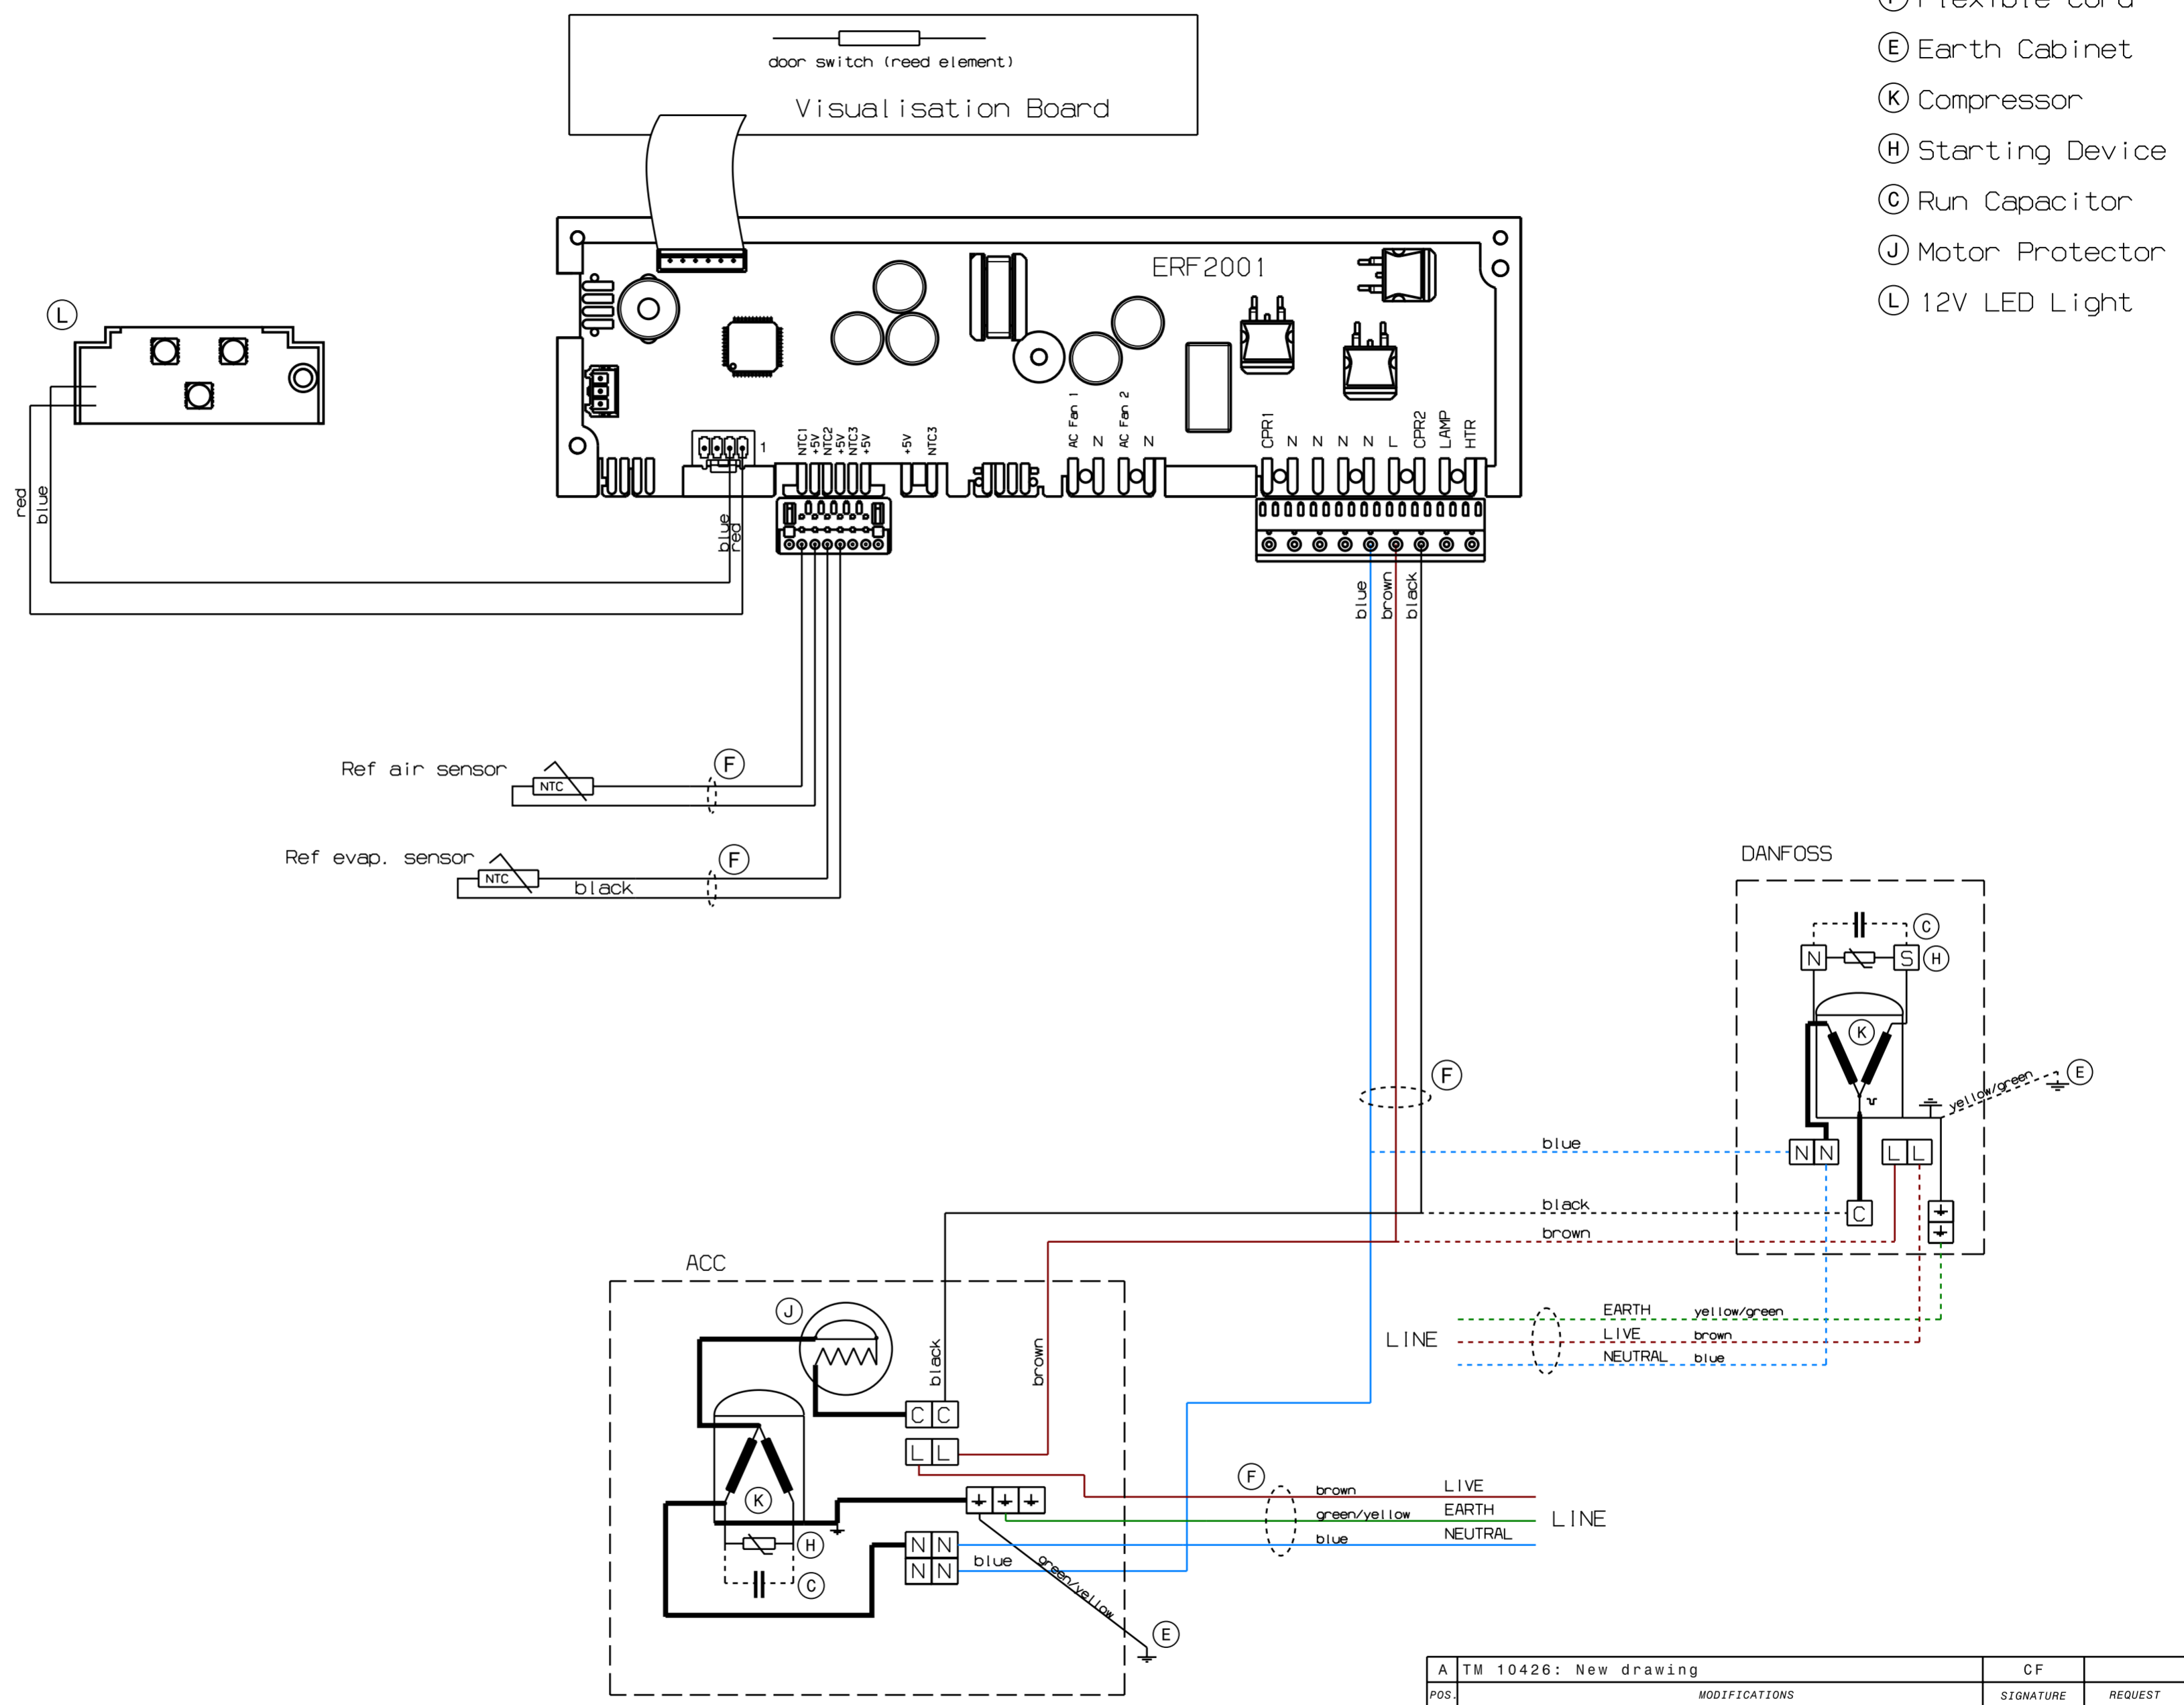 Flexible Cord
E Earth Cabinet
K Compressor
H Starting Device
C Run Capacitor
J Motor Protector
L 12V LED Light
door switch (reed element)
Visualisation Board
ERF2001
L
red
blue
1
NTC1
+5V
NTC2
+5V
NTC3
+5V
+5V
NTC3
AC Fan 1
N
AC Fan 2
N
CPR1
N
N
N
N
L
CPR2
LAMP
HTR
blue
red
blue
brown
black
Ref air sensor
NTC
F
Ref evap. sensor
NTC
black
F
DANFOSS
C
N
S
H
K
F
yellow/green
E
blue
N N
L L
black
C
brown
EARTH yellow/green
LINE
LIVE brown
NEUTRAL blue
ACC
J
black
brown
C C
L L
K
F
brown LIVE
green/yellow EARTH
LINE
blue NEUTRAL
H
N N
N N
blue
green/yellow
C
E
A TM 10426: New drawing CF
POS. MODIFICATIONS SIGNATURE REQUEST